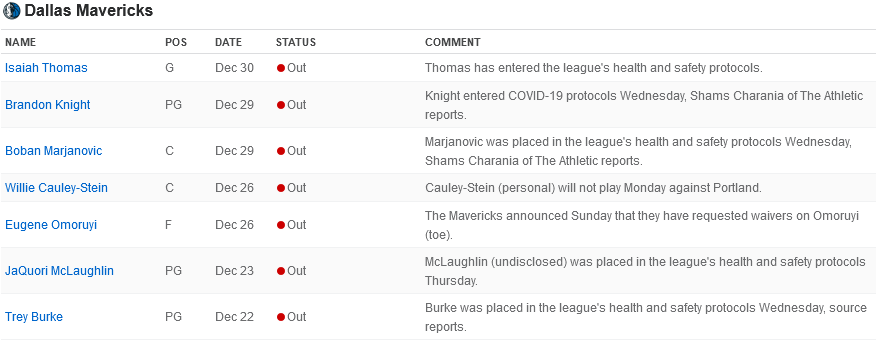 Dallas Mavericks
NAME POS DATE STATUS COMMENT
Isaiah Thomas G Dec 30 Out Thomas has entered the league's health and safety protocols.
Brandon Knight PG Dec 29 Out Knight entered COVID-19 protocols Wednesday, Shams Charania of The Athletic
reports.
Boban Marjanovic C Dec 29 Out Marjanovic was placed in the league's health and safety protocols Wednesday,
Shams Charania of The Athletic reports.
Willie Cauley-Stein C Dec 26 Out Cauley-Stein (personal) will not play Monday against Portland.
Eugene Omoruyi F Dec 26 Out The Mavericks announced Sunday that they have requested waivers on Omoruyi
(toe).
JaQuori McLaughlin PG Dec 23 Out McLaughlin (undisclosed) was placed in the league's health and safety protocols
Thursday.
Trey Burke PG Dec 22 Out Burke was placed in the league's health and safety protocols Wednesday, source
reports.